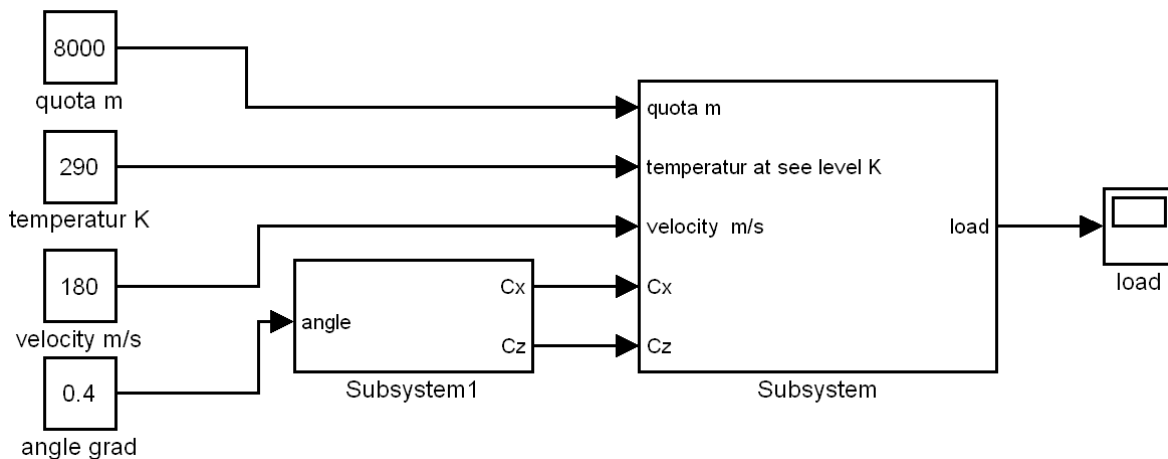 8000
quota m
290
temperatur K
180
velocity m/s
0.4
angle grad
angle
Cx
Cz
Subsystem1
quota m
temperatur at see level K
velocity  m/s
Cx
Cz
load
Subsystem
load